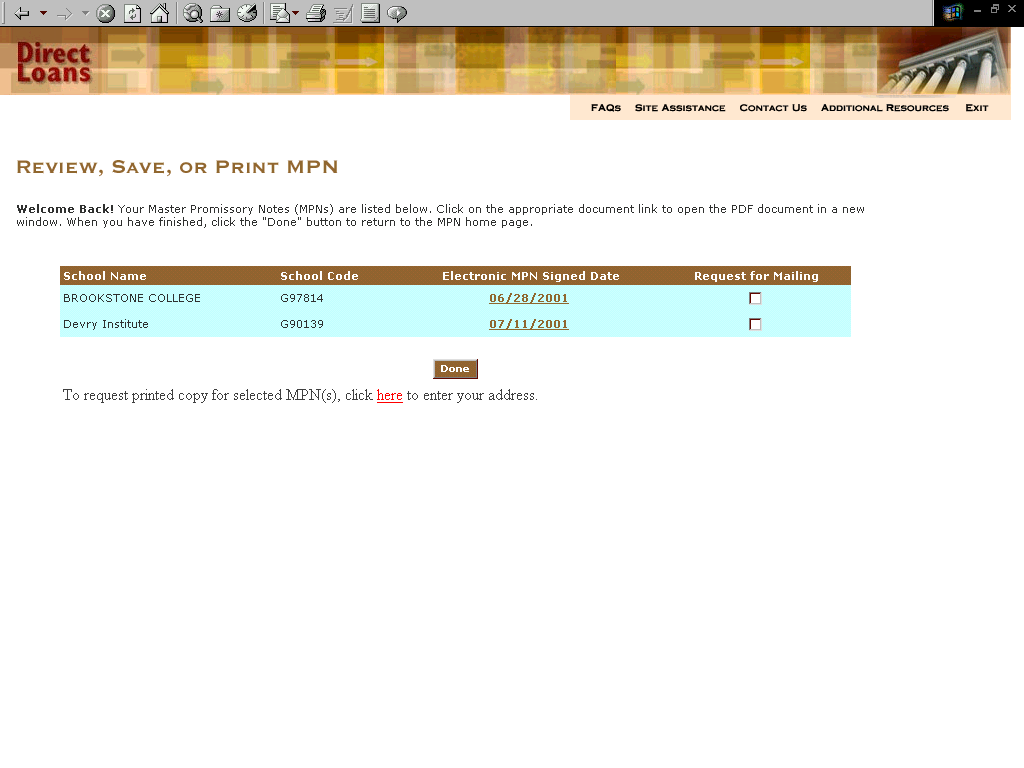 Direct
Loans
FAQs Site Assistance Contact Us Additional Resources Exit
Review, Save, or Print MPN
Welcome Back! Your Master Promissory Notes (MPNs) are listed below. Click on the appropriate document link to open the PDF document in a new
window. When you have finished, click the "Done" button to return to the MPN home page.
School Name School Code Electronic MPN Signed Date Request for Mailing
BROOKSTONE COLLEGE G97814 06/28/2001
Devry Institute G90139 07/11/2001
Done
To request printed copy for selected MPN(s), click here to enter your address.